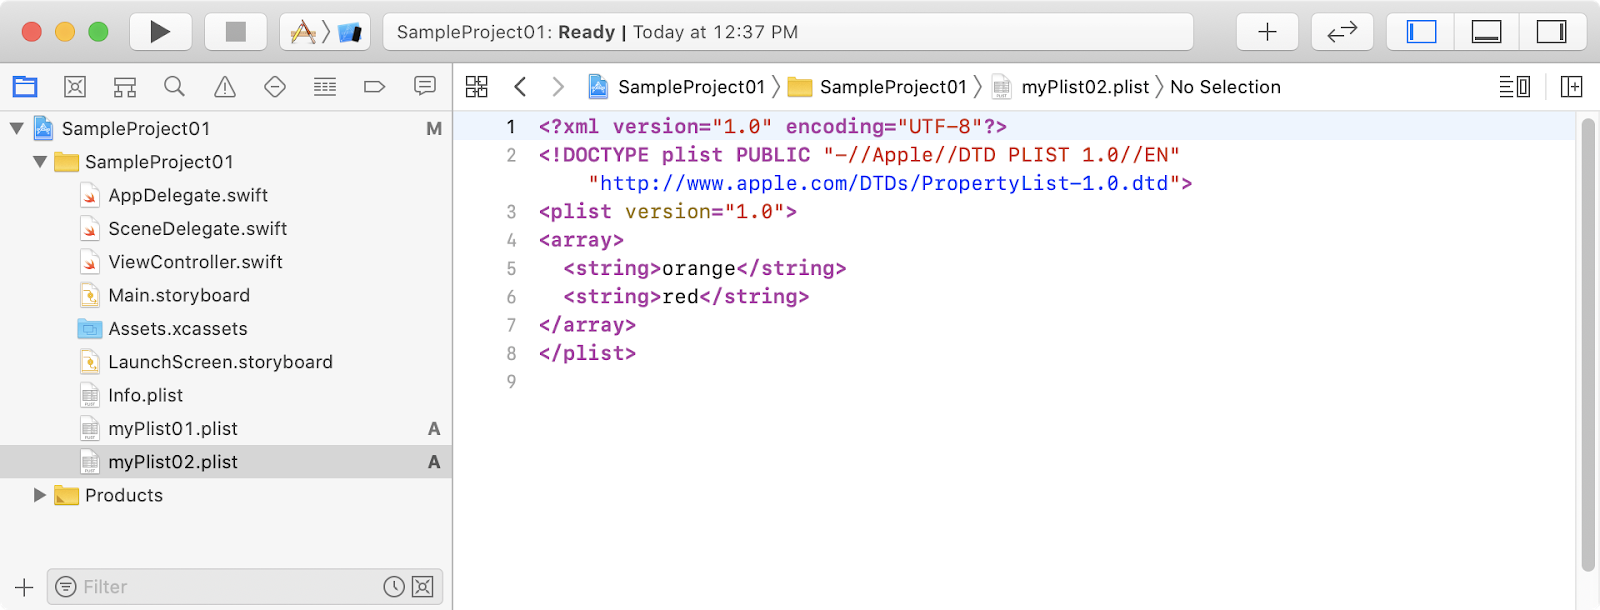 SampleProject01: Ready | Today at 12:37 PM
SampleProject01 〉 SampleProject01 〉 myPlist02.plist 〉 No Selection
SampleProject01 M
SampleProject01
AppDelegate.swift
SceneDelegate.swift
ViewController.swift
Main.storyboard
Assets.xcassets
LaunchScreen.storyboard
Info.plist
myPlist01.plist A
myPlist02.plist A
Products
Filter
1 <?xml version="1.0" encoding="UTF-8"?>
2 <!DOCTYPE plist PUBLIC "-//Apple//DTD PLIST 1.0//EN"
"http://www.apple.com/DTDs/PropertyList-1.0.dtd">
3 <plist version="1.0">
4 <array>
5 <string>orange</string>
6 <string>red</string>
7 </array>
8 </plist>
9